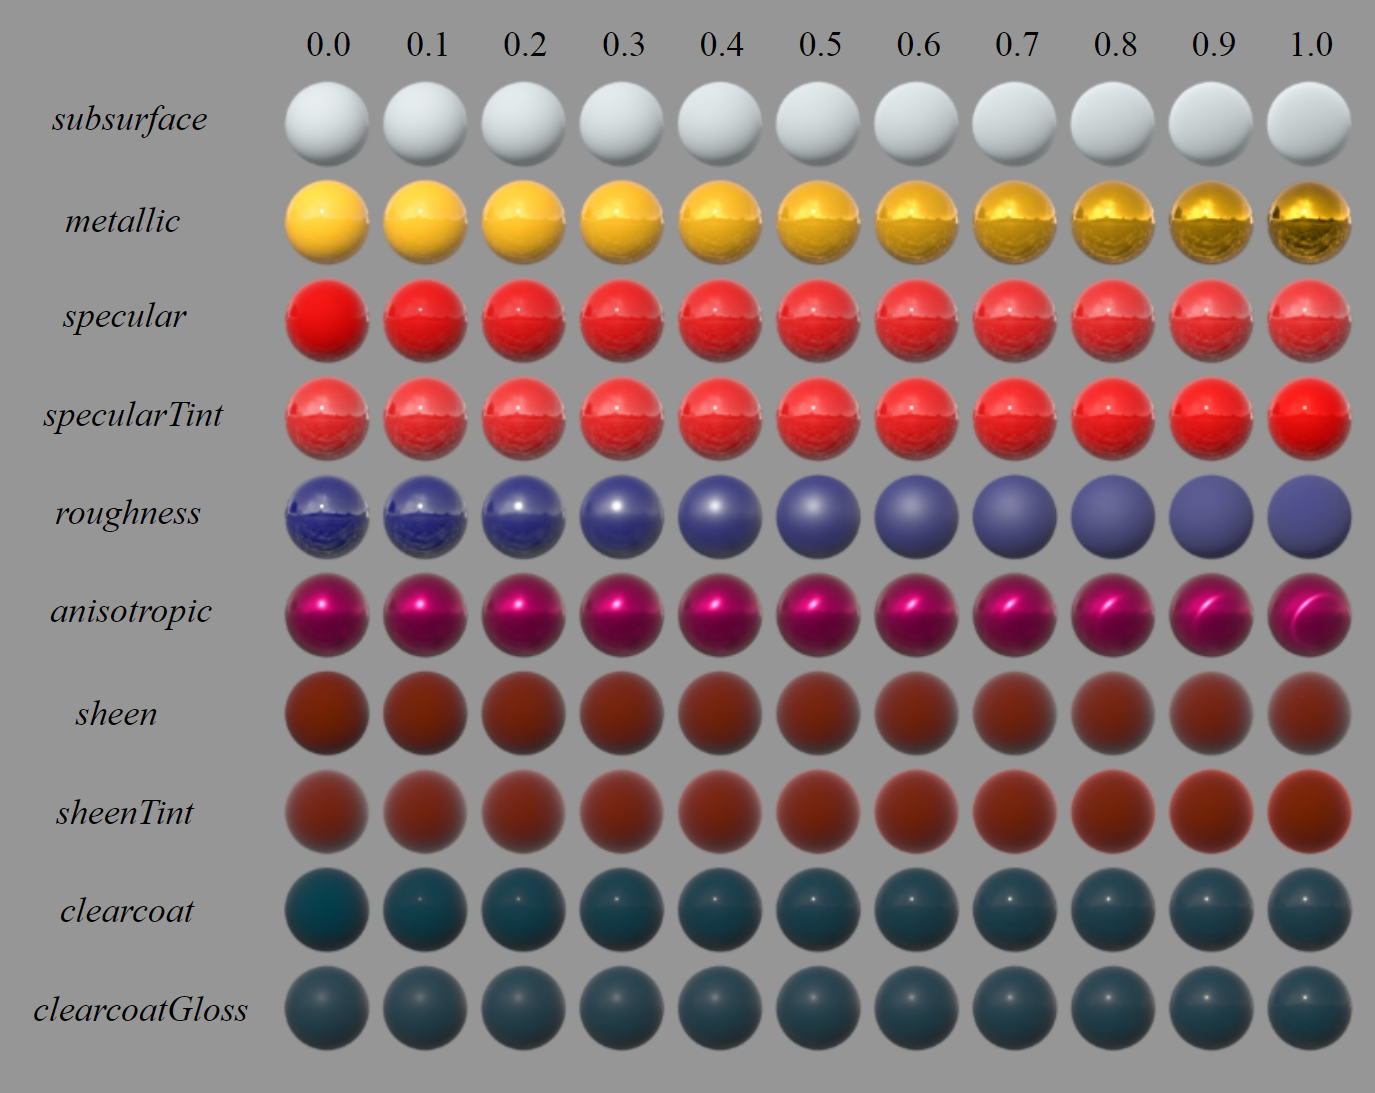 0.0 0.1 0.2 0.3 0.4 0.5 0.6 0.7 0.8 0.9 1.0
subsurface
metallic
specular
specularTint
roughness
anisotropic
sheen
sheenTint
clearcoat
clearcoatGloss